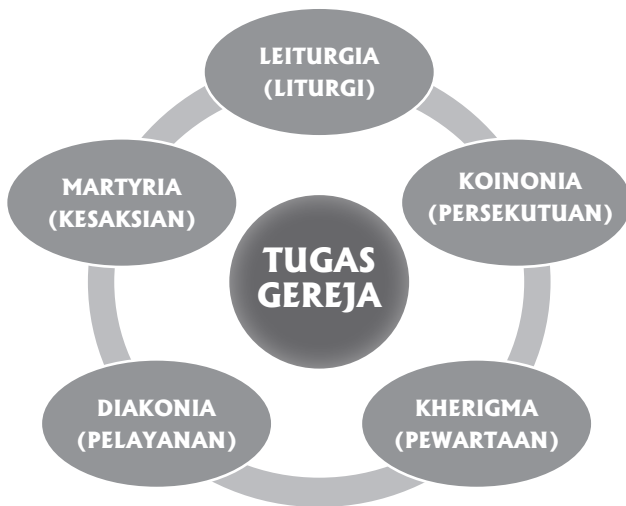 LEITURGIA
(LITURGI)
KOINONIA
(PERSEKUTUAN)
KHERIGMA
(PEWARTAAN)
DIAKONIA
(PELAYANAN)
MARTYRIA
(KESAKSIAN)
TUGAS
GEREJA